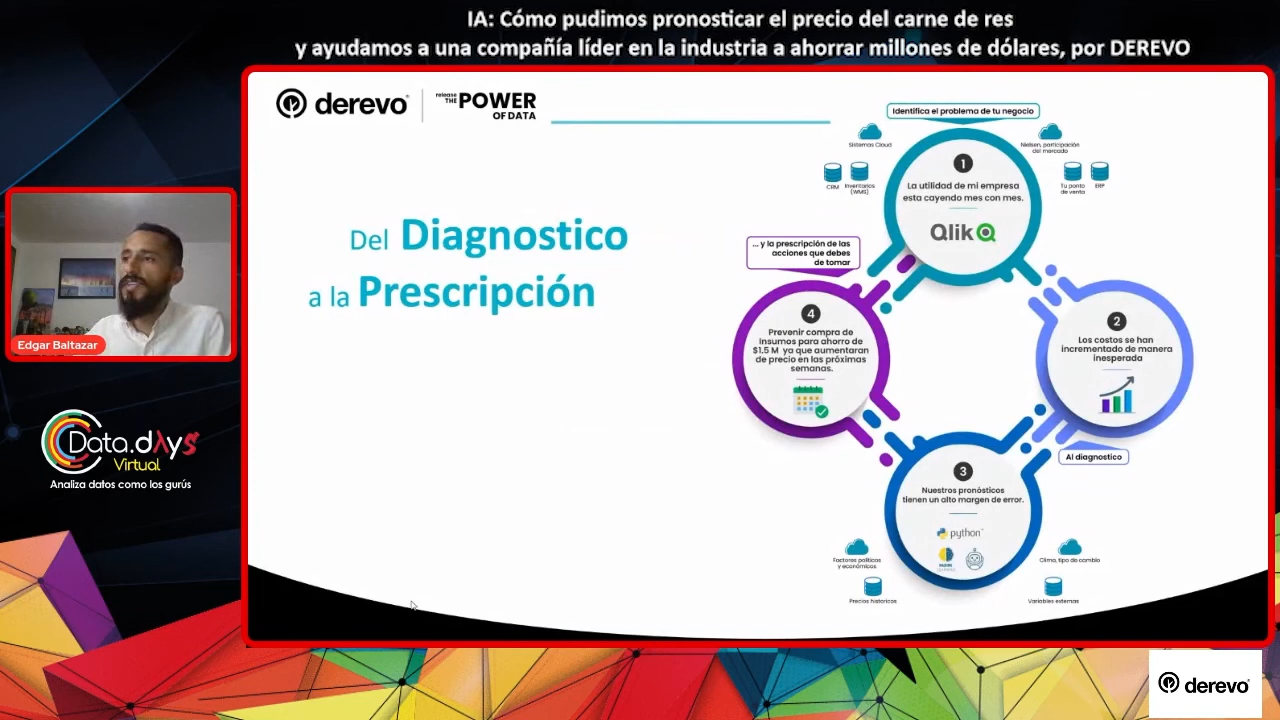 IA: Cómo pudimos pronosticar el precio del carne de res
y ayudamos a una compañía líder en la industria a ahorrar millones de dólares, por DEREVO
derevo
release
THE POWER
OF DATA
Identifica el problema de tu negocio
Sistemas Cloud
Nielsen, participación
del mercado
CRM
Inventarios
(WMS)
Tu ponto
de venta
ERP
1
La utilidad de mi empresa
esta cayendo mes con mes.
Qlik
Del Diagnostico
a la Prescripción
... y la prescripción de las
acciones que debes
de tomar
4
Prevenir compra de
insumos para ahorro de
$1.5 M ya que aumentaran
de precio en las próximas
semanas.
2
Los costos se han
incrementado de manera
inesperada
Al diagnostico
3
Nuestros pronósticos
tienen un alto margen de error.
python
Factores políticos
y económicos
Clima, tipo de cambio
Precios historicos
Variables externas
Edgar Baltazar
Data.dAys
Virtual
Analiza datos como los gurús
derevo